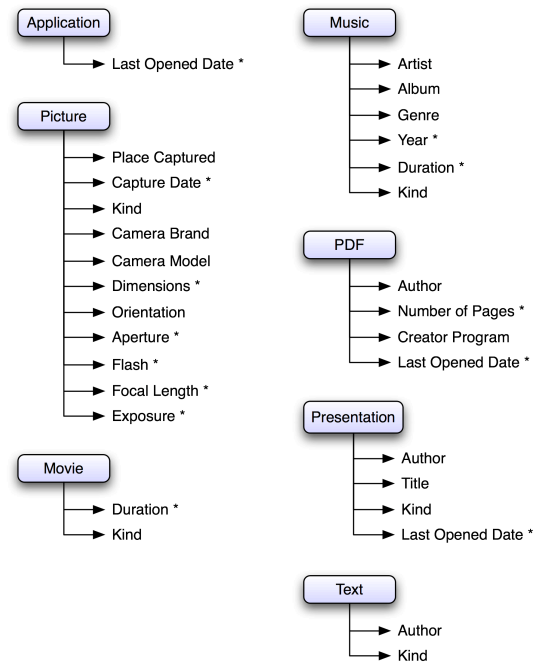 Application
Last Opened Date *
Picture
Place Captured
Capture Date *
Kind
Camera Brand
Camera Model
Dimensions *
Orientation
Aperture *
Flash *
Focal Length *
Exposure *
Movie
Duration *
Kind
Music
Artist
Album
Genre
Year *
Duration *
Kind
PDF
Author
Number of Pages *
Creator Program
Last Opened Date *
Presentation
Author
Title
Kind
Last Opened Date *
Text
Author
Kind